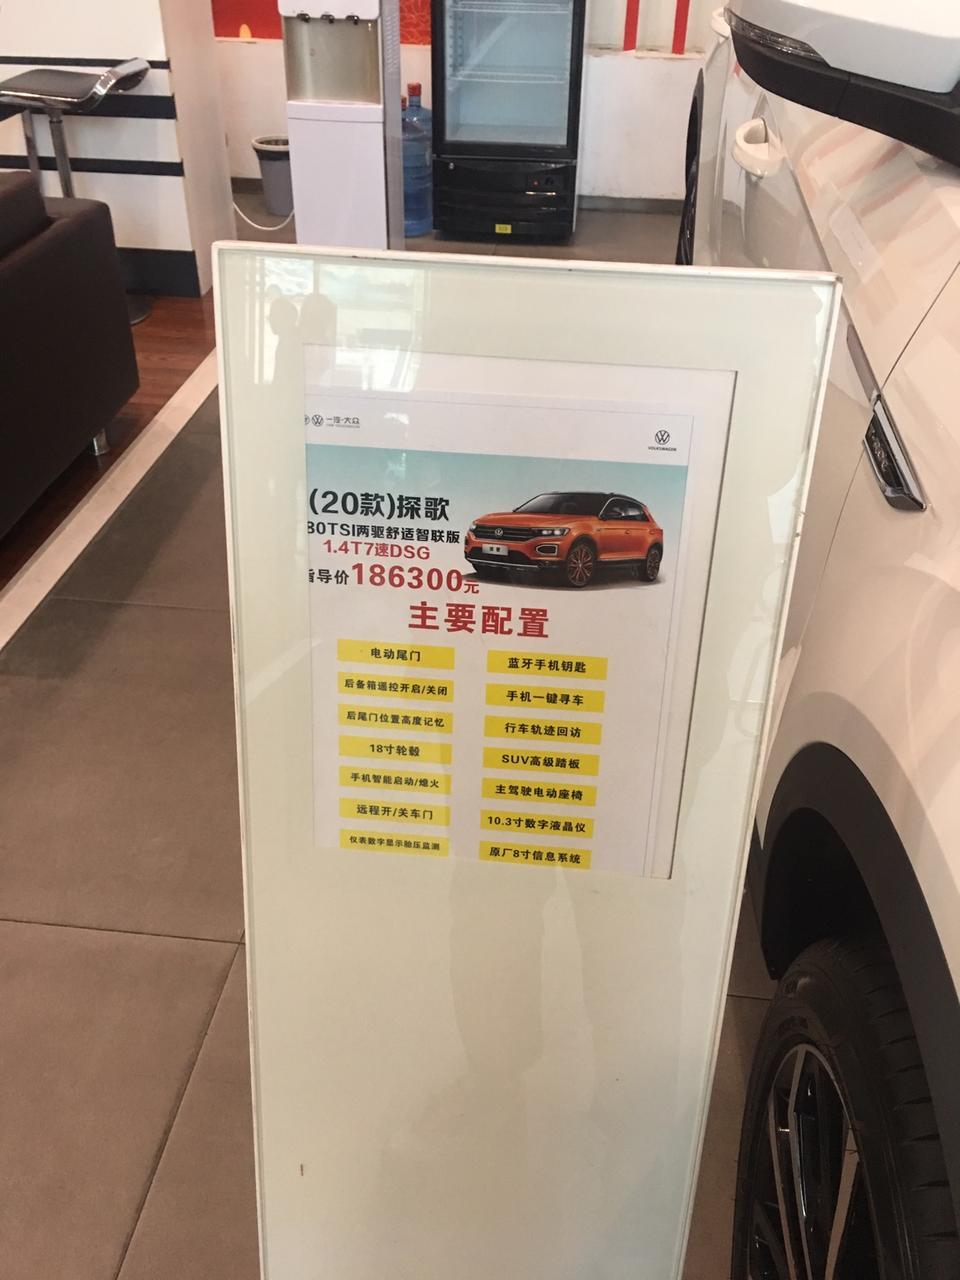 一汽-大众
VOLKSWAGEN
(20款)探歌
80TSI两驱舒适智联版
1.4T7速DSG
指导价186300元
主要配置
电动尾门
蓝牙手机钥匙
后备箱遥控开启/关闭
手机一键寻车
后尾门位置高度记忆
行车轨迹回访
18寸轮毂
SUV高级踏板
手机智能启动/熄火
主驾驶电动座椅
远程开/关车门
10.3寸数字液晶仪
仪表数字显示胎压监测
原厂8寸信息系统